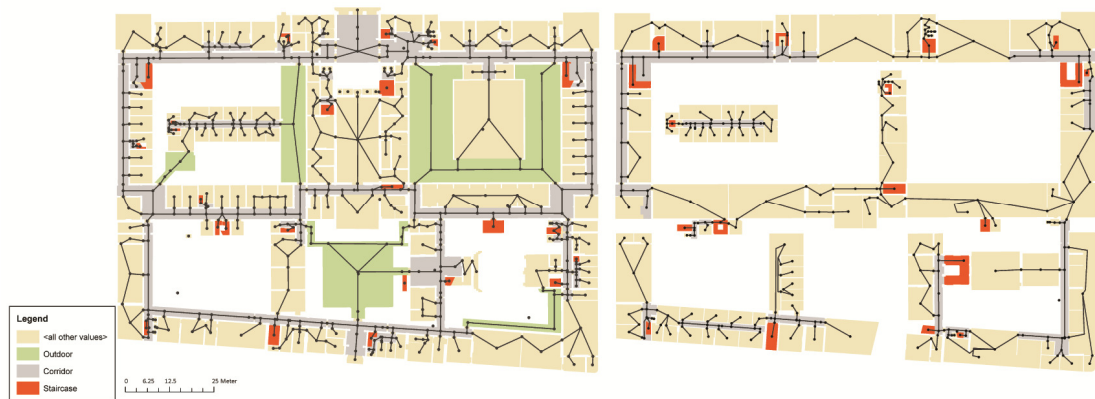 Legend
<all other values>
Outdoor
Corridor
Staircase
0 6.25 12.5 25 Meter